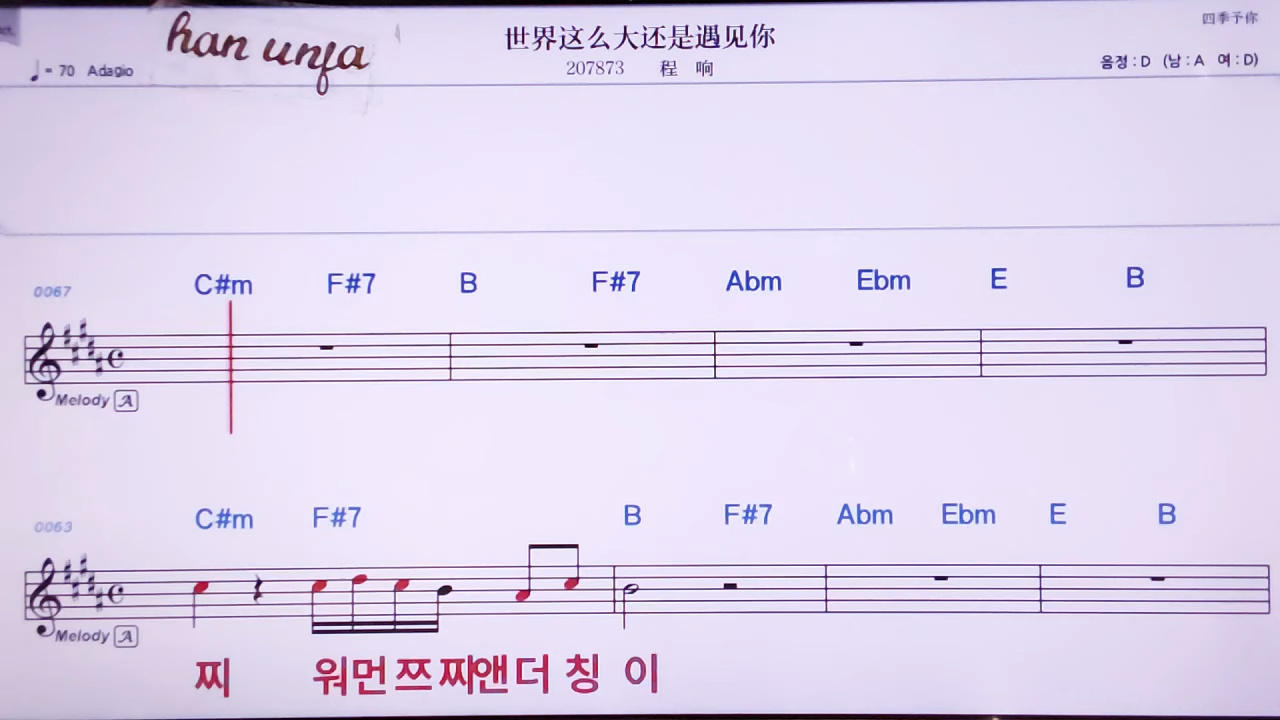 han unfa
世界这么大还是遇见你
四季予你
= 70 Adagio
207873 程 响
음정 : D (남 : A 여 : D)
0067 C#m F#7 B F#7 Abm Ebm E B
Melody A
0063 C#m F#7 B F#7 Abm Ebm E B
Melody A
찌 워먼 쯔 찌앤 더 칭 이